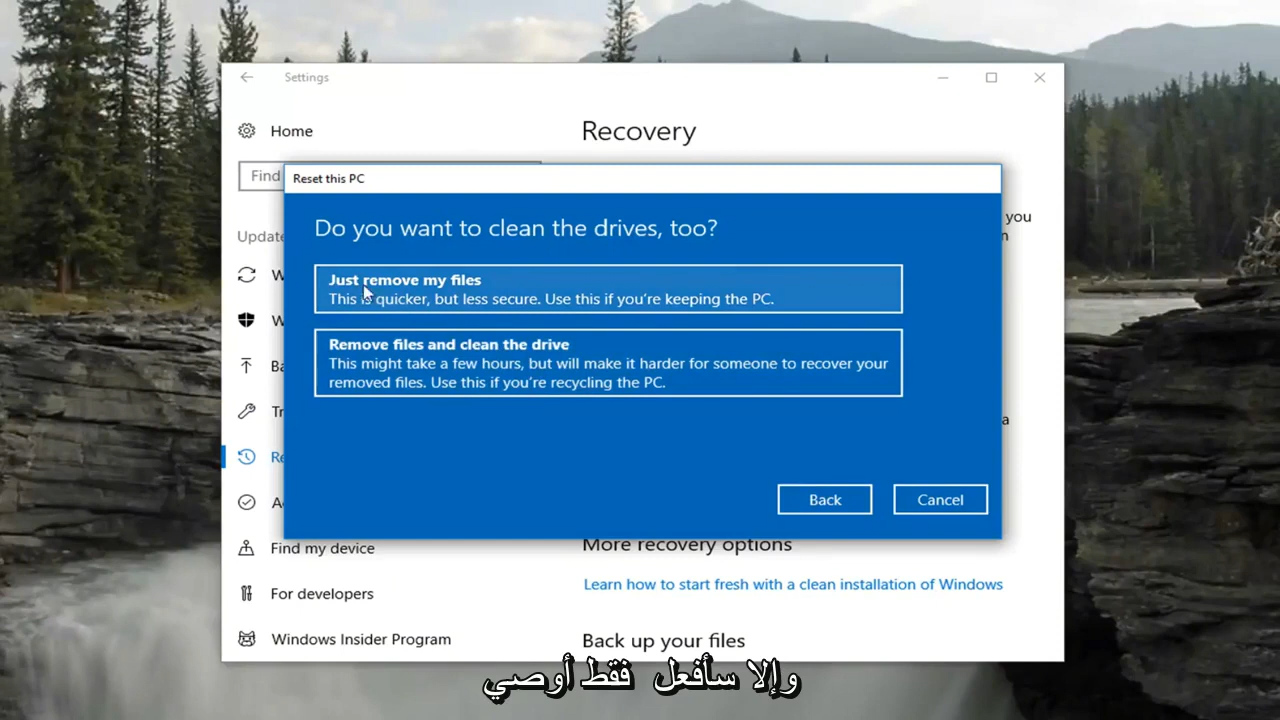 Settings
Home
Recovery
Find
Reset this PC
Do you want to clean the drives, too?
you
Update
Just remove my files
This is quicker, but less secure. Use this if you're keeping the PC.
Remove files and clean the drive
This might take a few hours, but will make it harder for someone to recover your
removed files. Use this if you're recycling the PC.
a
Back
Cancel
Find my device
More recovery options
Learn how to start fresh with a clean installation of Windows
For developers
Windows Insider Program
Back up your files
وإلا سأفعل فقط أوصي